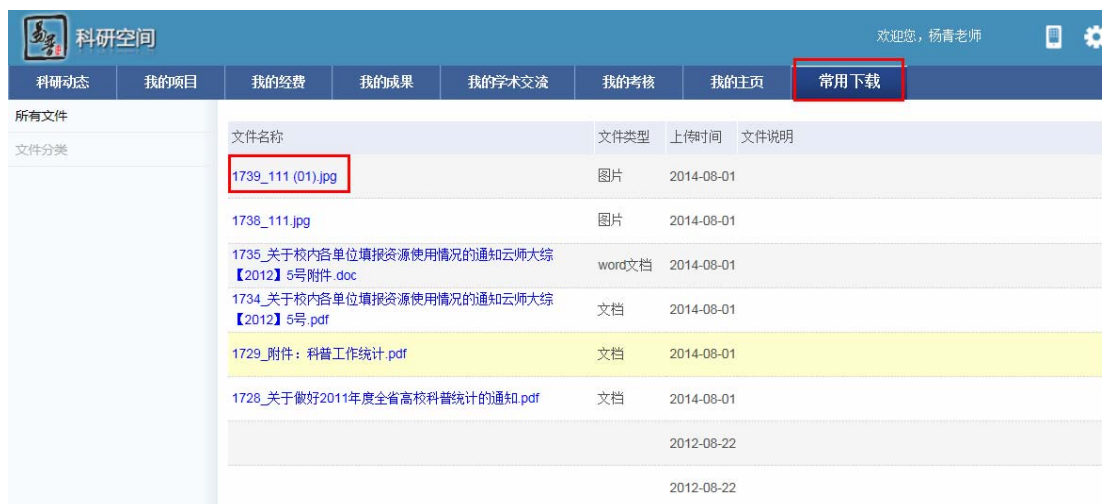 易普 科研空间
欢迎您，杨青老师
科研动态 我的项目 我的经费 我的成果 我的学术交流 我的考核 我的主页 常用下载
所有文件
文件分类
文件名称 文件类型 上传时间 文件说明
1739_111 (01).jpg 图片 2014-08-01
1738_111.jpg 图片 2014-08-01
1735_关于校内各单位填报资源使用情况的通知云师大综
【2012】5号附件.doc word文档 2014-08-01
1734_关于校内各单位填报资源使用情况的通知云师大综
【2012】5号.pdf 文档 2014-08-01
1729_附件：科普工作统计.pdf 文档 2014-08-01
1728_关于做好2011年度全省高校科普统计的通知.pdf 文档 2014-08-01
2012-08-22
2012-08-22